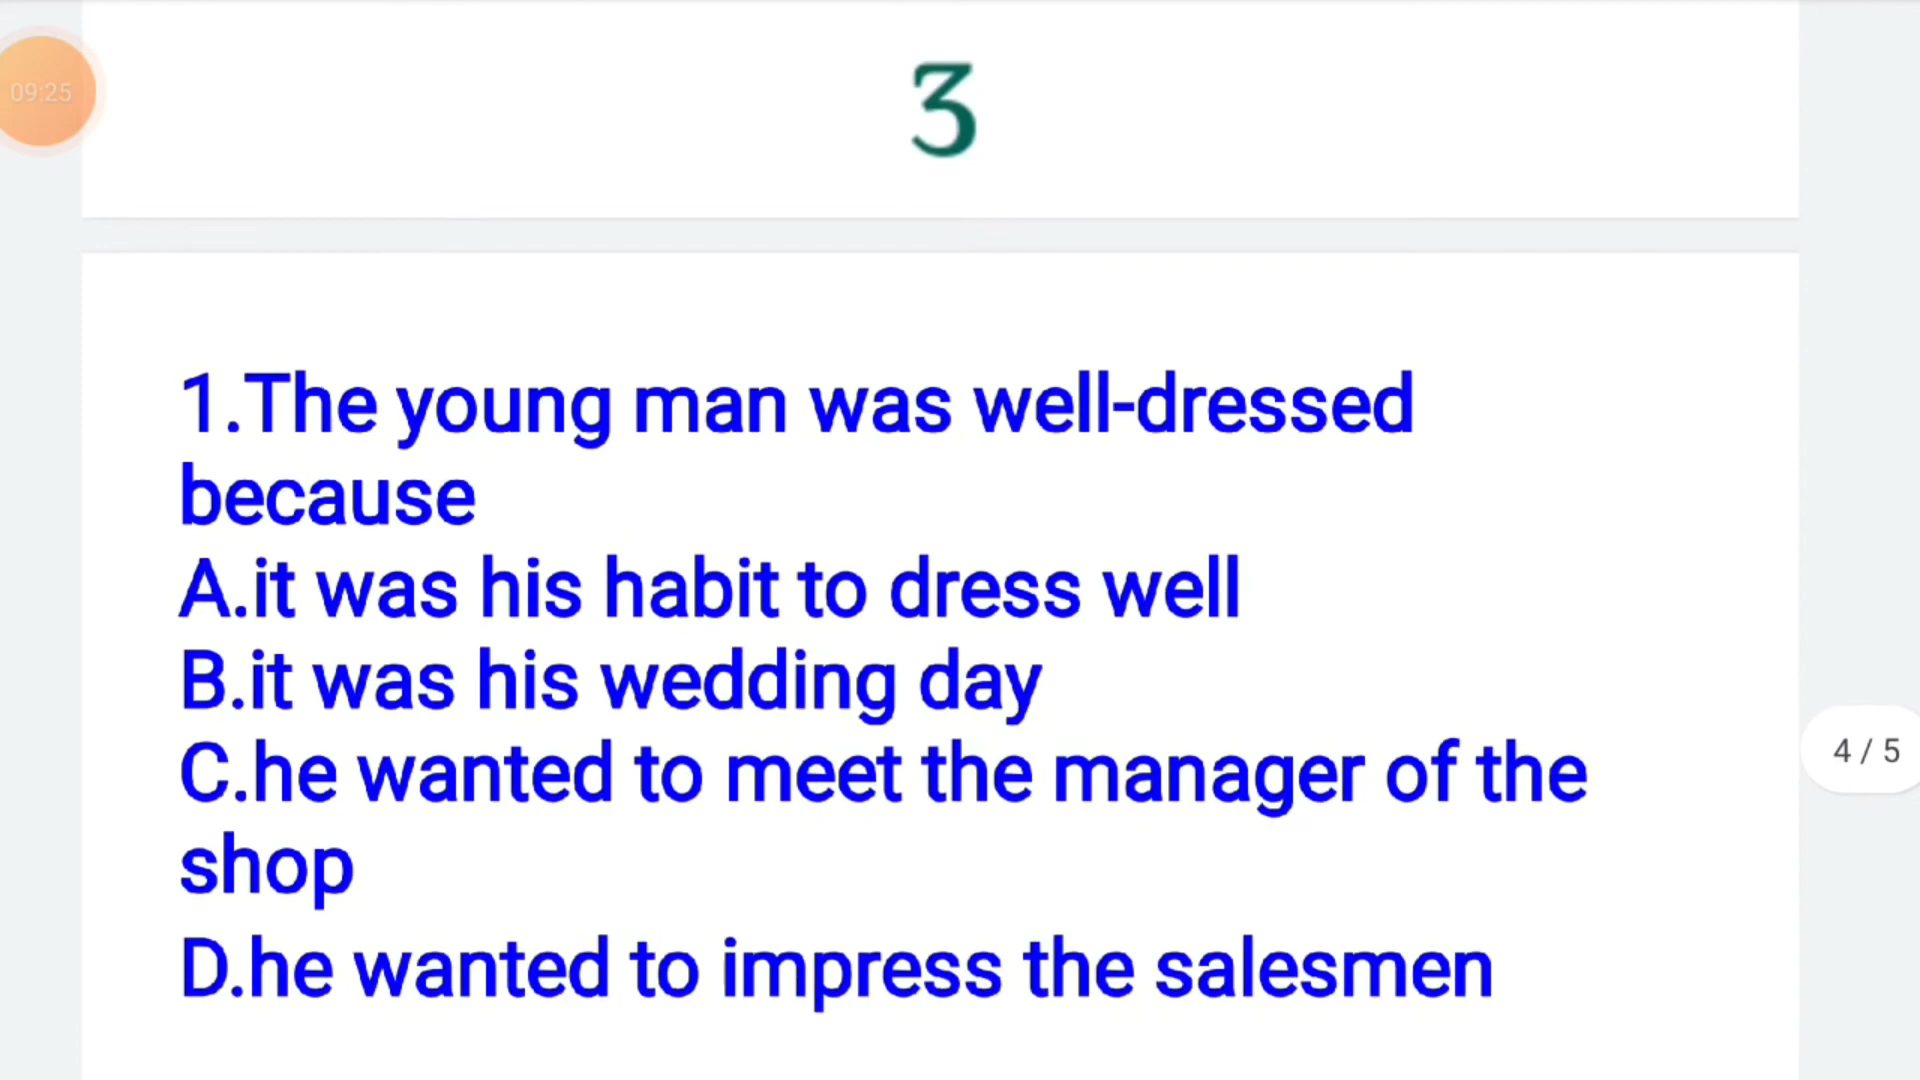 09:25
3
1.The young man was well-dressed
because
A.it was his habit to dress well
B.it was his wedding day
C.he wanted to meet the manager of the
shop
4 / 5
D.he wanted to impress the salesmen